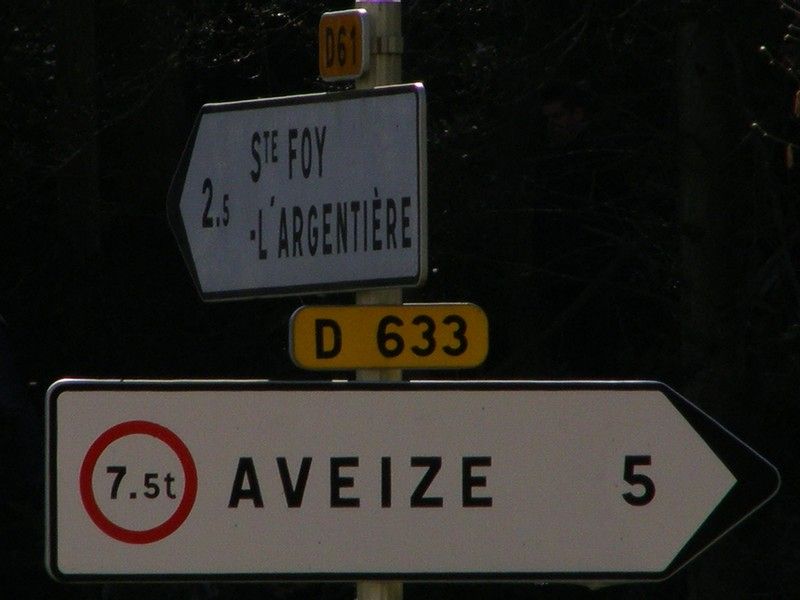 D61
STE FOY
2.5 -L'ARGENTIÈRE
D 633
7.5t AVEIZE 5